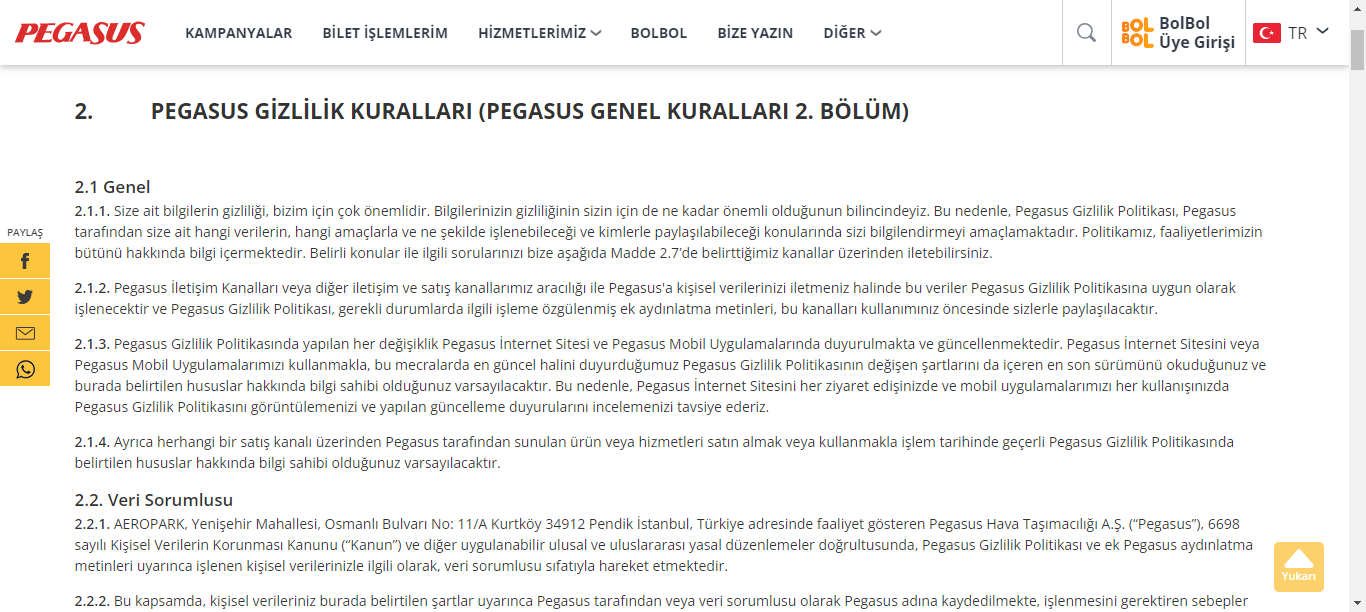 PEGASUS
KAMPANYALAR
BİLET İŞLEMLERİM
HİZMETLERİMİZ
BOLBOL
BİZE YAZIN
DİĞER
BOL
BOL
BolBol
Üye Girişi
TR
2. PEGASUS GİZLİLİK KURALLARI (PEGASUS GENEL KURALLARI 2. BÖLÜM)
2.1 Genel
2.1.1. Size ait bilgilerin gizliliği, bizim için çok önemlidir. Bilgilerinizin gizliliğinin sizin için de ne kadar önemli olduğunun bilincindeyiz. Bu nedenle, Pegasus Gizlilik Politikası, Pegasus
tarafından size ait hangi verilerin, hangi amaçlarla ve ne şekilde işlenebileceği ve kimlerle paylaşılabileceği konularında sizi bilgilendirmeyi amaçlamaktadır. Politikamız, faaliyetlerimizin
bütünü hakkında bilgi içermektedir. Belirli konular ile ilgili sorularınızı bize aşağıda Madde 2.7’de belirttiğimiz kanallar üzerinden iletebilirsiniz.
2.1.2. Pegasus İletişim Kanalları veya diğer iletişim ve satış kanallarımız aracılığı ile Pegasus'a kişisel verilerinizi iletmeniz halinde bu veriler Pegasus Gizlilik Politikasına uygun olarak
işlenecektir ve Pegasus Gizlilik Politikası, gerekli durumlarda ilgili işleme özgülenmiş ek aydınlatma metinleri, bu kanalları kullanımınız öncesinde sizlerle paylaşılacaktır.
2.1.3. Pegasus Gizlilik Politikasında yapılan her değişiklik Pegasus İnternet Sitesi ve Pegasus Mobil Uygulamalarında duyurulmakta ve güncellenmektedir. Pegasus İnternet Sitesini veya
Pegasus Mobil Uygulamalarımızı kullanmakla, bu mecralarda en güncel halini duyurduğumuz Pegasus Gizlilik Politikasının değişen şartlarını da içeren en son sürümünü okuduğunuz ve
burada belirtilen hususlar hakkında bilgi sahibi olduğunuz varsayılacaktır. Bu nedenle, Pegasus İnternet Sitesini her ziyaret edişinizde ve mobil uygulamalarımızı her kullanışınızda
Pegasus Gizlilik Politikasını görüntülemenizi ve yapılan güncelleme duyurularını incelemenizi tavsiye ederiz.
2.1.4. Ayrıca herhangi bir satış kanalı üzerinden Pegasus tarafından sunulan ürün veya hizmetleri satın almak veya kullanmakla işlem tarihinde geçerli Pegasus Gizlilik Politikasında
belirtilen hususlar hakkında bilgi sahibi olduğunuz varsayılacaktır.
2.2. Veri Sorumlusu
2.2.1. AEROPARK, Yenişehir Mahallesi, Osmanlı Bulvarı No: 11/A Kurtköy 34912 Pendik İstanbul, Türkiye adresinde faaliyet gösteren Pegasus Hava Taşımacılığı A.Ş. (“Pegasus”), 6698
sayılı Kişisel Verilerin Korunması Kanunu (“Kanun”) ve diğer uygulanabilir ulusal ve uluslararası yasal düzenlemeler doğrultusunda, Pegasus Gizlilik Politikası ve ek Pegasus aydınlatma
metinleri uyarınca işlenen kişisel verilerinizle ilgili olarak, veri sorumlusu sıfatıyla hareket etmektedir.
2.2.2. Bu kapsamda, kişisel verileriniz burada belirtilen şartlar uyarınca Pegasus tarafından veya veri sorumlusu olarak Pegasus adına kaydedilmekte, işlenmesini gerektiren sebepler
PAYLAŞ
Yukarı